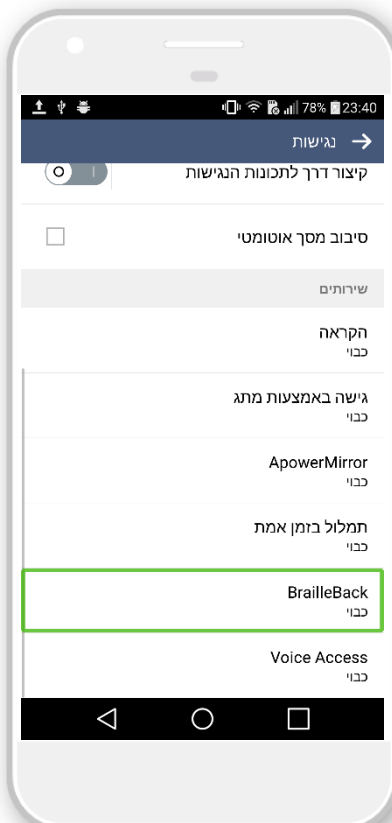 78% 23:40
נגישות
קיצור דרך לתכונות הנגישות
סיבוב מסך אוטומטי
שירותים
הקראה
כבוי
גישה באמצעות מתג
כבוי
ApowerMirror
כבוי
תמלול בזמן אמת
כבוי
BrailleBack
כבוי
Voice Access
כבוי